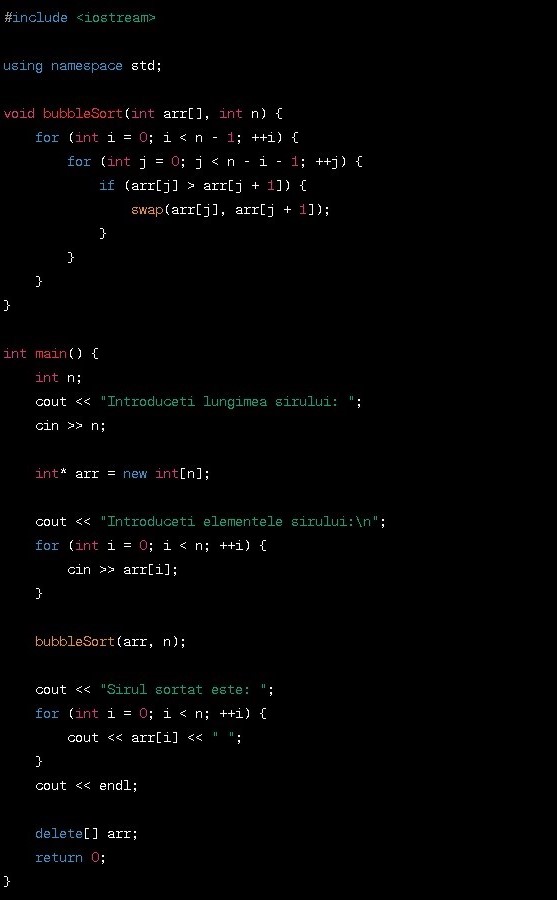 #include <iostream>
using namespace std;
void bubbleSort(int arr[], int n) {
    for (int i = 0; i < n - 1; ++i) {
        for (int j = 0; j < n - i - 1; ++j) {
            if (arr[j] > arr[j + 1]) {
                swap(arr[j], arr[j + 1]);
            }
        }
    }
}
int main() {
    int n;
    cout << "Introduceti lungimea sirului: ";
    cin >> n;
    int* arr = new int[n];
    cout << "Introduceti elementele sirului:\n";
    for (int i = 0; i < n; ++i) {
        cin >> arr[i];
    }
    bubbleSort(arr, n);
    cout << "Sirul sortat este: ";
    for (int i = 0; i < n; ++i) {
        cout << arr[i] << " ";
    }
    cout << endl;
    delete[] arr;
    return 0;
}